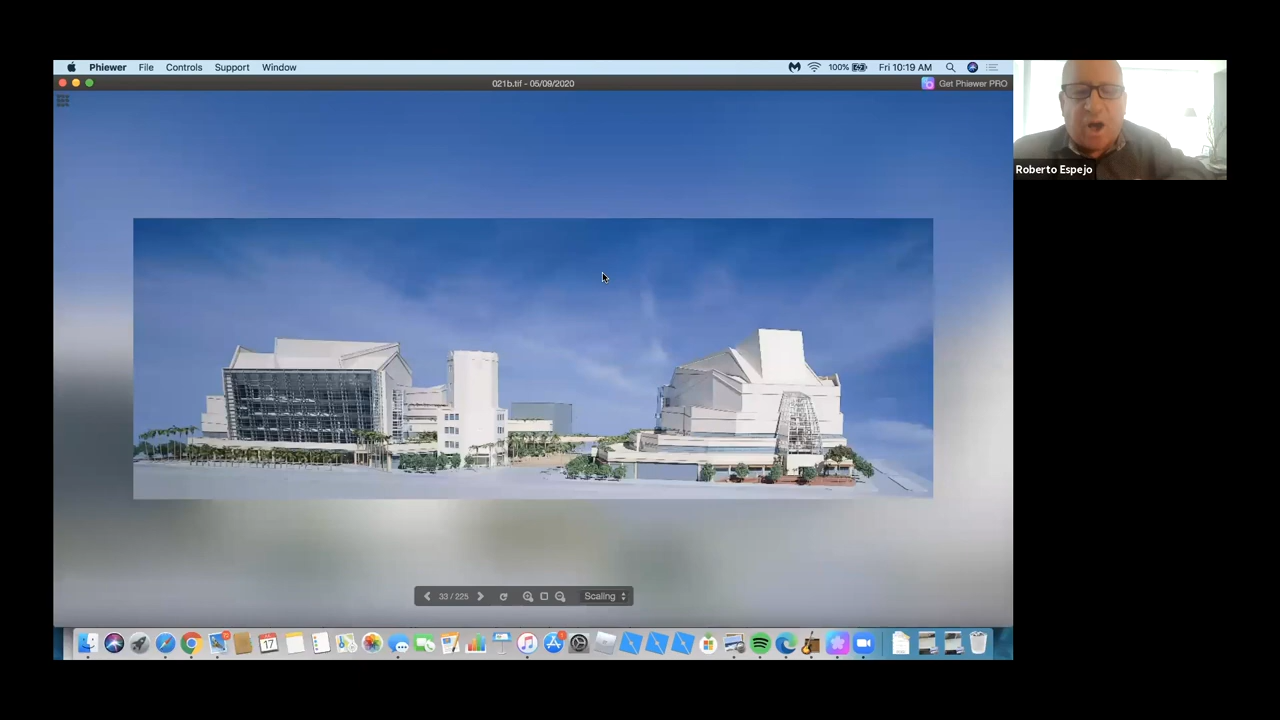 Phiewer File Controls Support Window 100% Fri 10:19 AM
021b.tif - 05/09/2020 Get Phiewer PRO
Roberto Espejo
33 / 225 Scaling
17